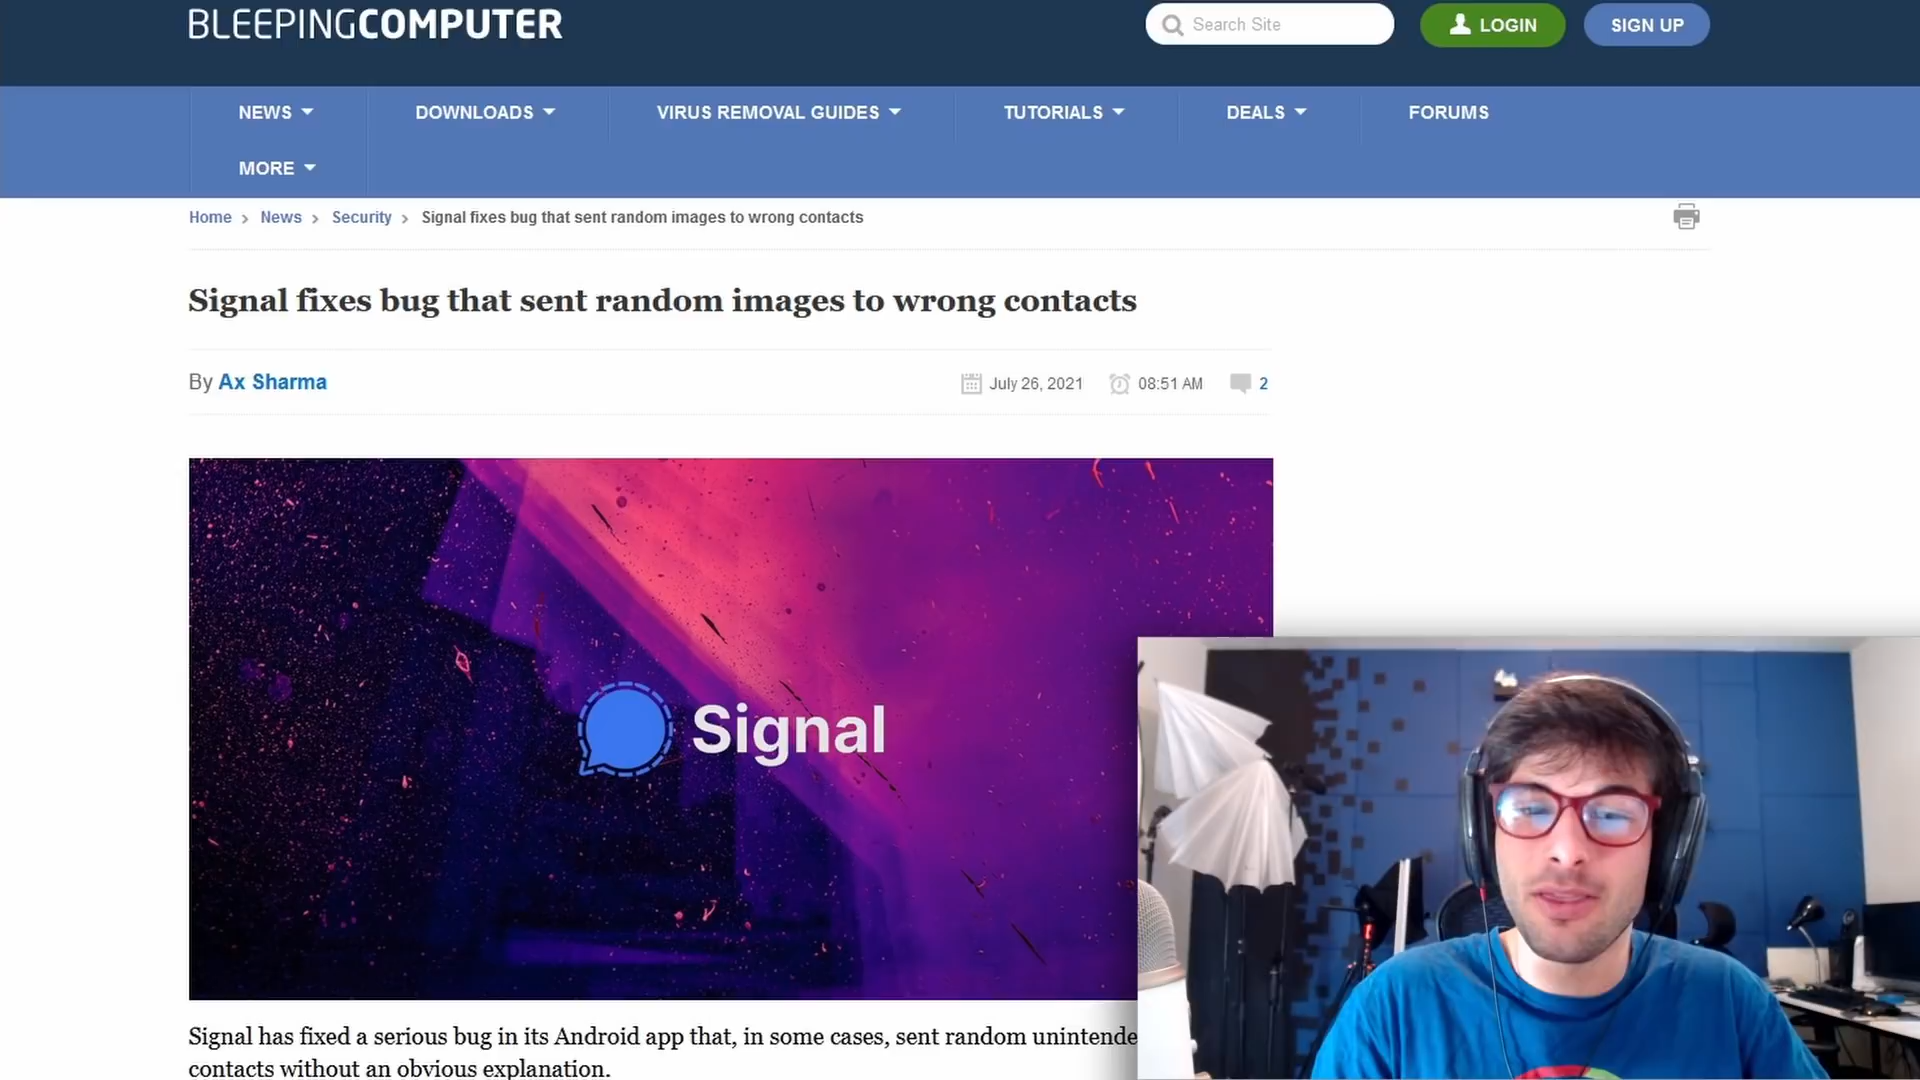 BLEEPINGCOMPUTER
Search Site
LOGIN
SIGN UP
NEWS
DOWNLOADS
VIRUS REMOVAL GUIDES
TUTORIALS
DEALS
FORUMS
MORE
Home > News > Security > Signal fixes bug that sent random images to wrong contacts
Signal fixes bug that sent random images to wrong contacts
By Ax Sharma
July 26, 2021
08:51 AM
2
Signal
Signal has fixed a serious bug in its Android app that, in some cases, sent random unintende
contacts without an obvious explanation.